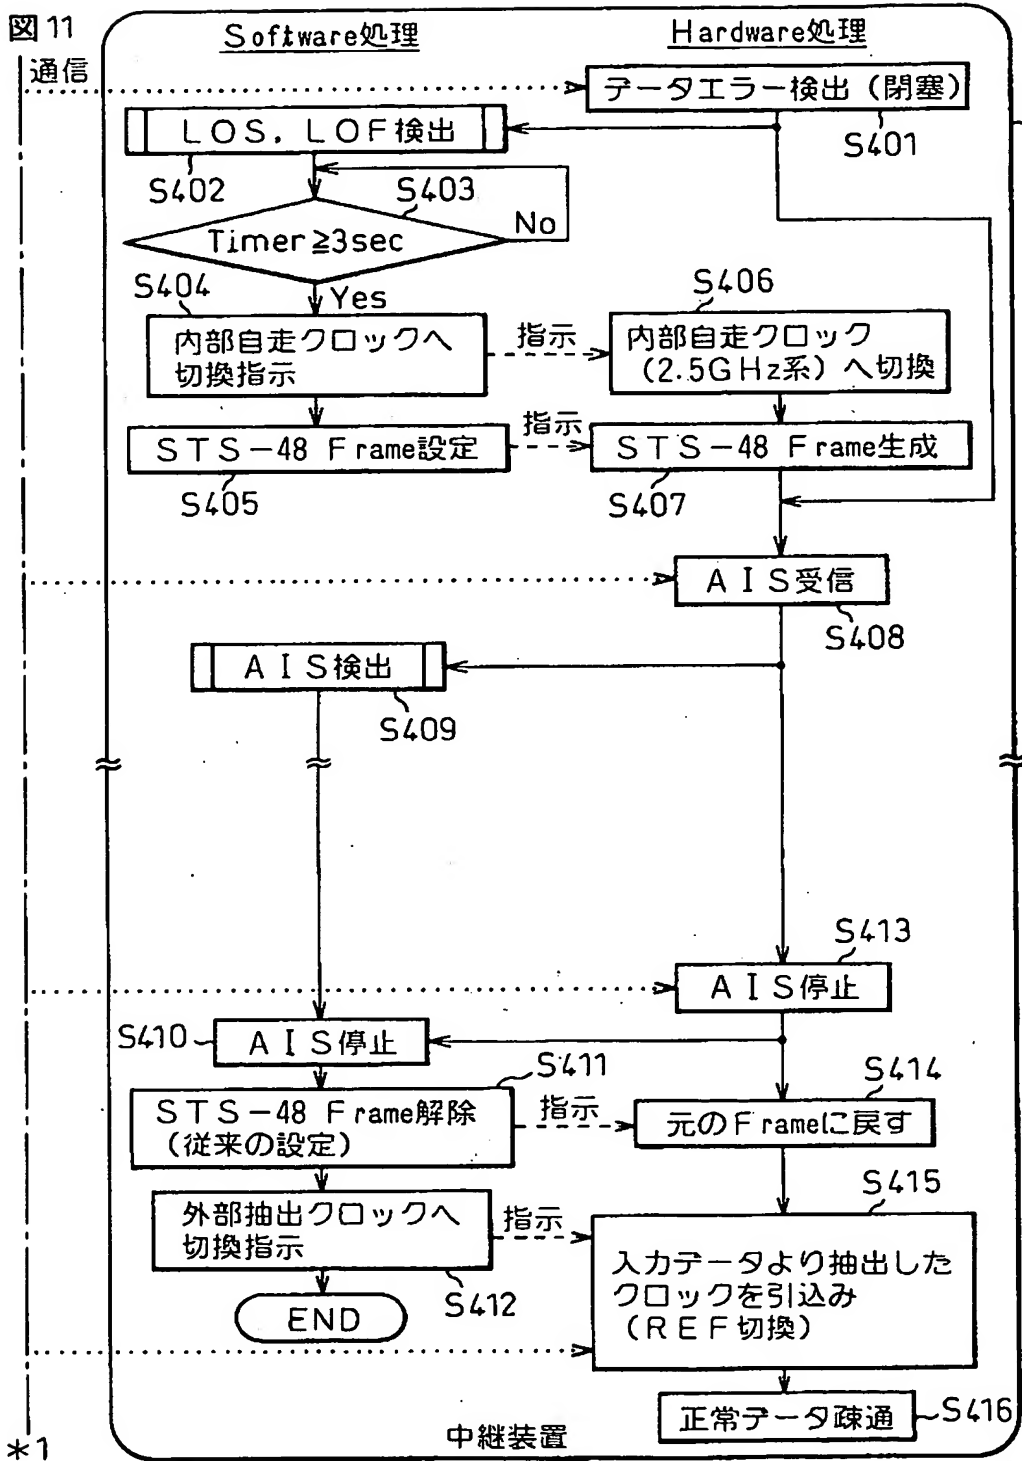 図11
Software処理
Hardware処理
通信
データエラー検出(閉塞)
S401
LOS, LOF検出
S402
S403
Timer≧3sec
No
Yes
S404
内部自走クロックへ
切換指示
指示
S406
内部自走クロック
(2.5GHz系)へ切換
STS-48 Frame設定
S405
指示
STS-48 Frame生成
S407
AIS受信
S408
AIS検出
S409
S413
AIS停止
S410
AIS停止
S411
STS-48 Frame解除
(従来の設定)
指示
S414
元のFrameに戻す
外部抽出クロックへ
切換指示
S412
指示
S415
入力データより抽出した
クロックを引込み
(REF切換)
END
正常データ疎通
S416
中継装置
*1